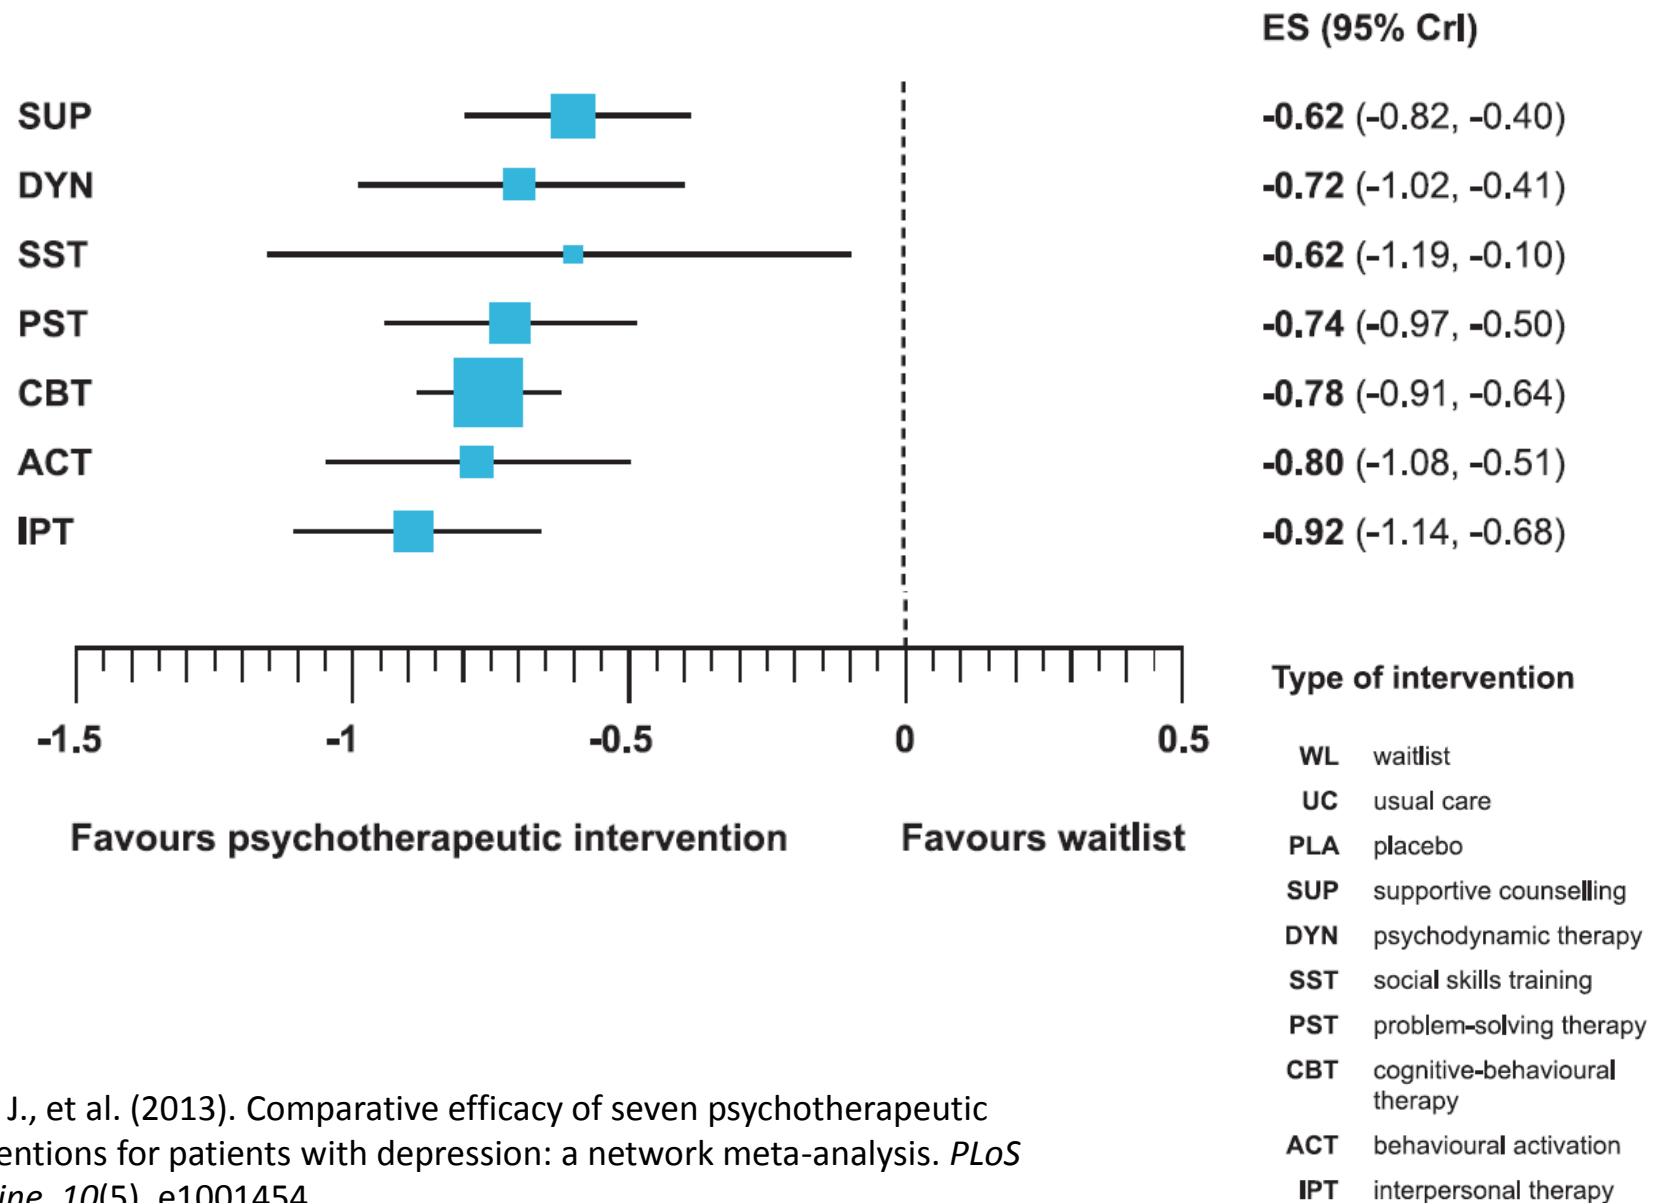 ES (95% CrI)
SUP -0.62 (-0.82, -0.40)
DYN -0.72 (-1.02, -0.41)
SST -0.62 (-1.19, -0.10)
PST -0.74 (-0.97, -0.50)
CBT -0.78 (-0.91, -0.64)
ACT -0.80 (-1.08, -0.51)
IPT -0.92 (-1.14, -0.68)
-1.5 -1 -0.5 0 0.5
Favours psychotherapeutic intervention Favours waitlist
Type of intervention
WL waitlist
UC usual care
PLA placebo
SUP supportive counselling
DYN psychodynamic therapy
SST social skills training
PST problem-solving therapy
CBT cognitive-behavioural
therapy
ACT behavioural activation
IPT interpersonal therapy
J., et al. (2013). Comparative efficacy of seven psychotherapeutic
entions for patients with depression: a network meta-analysis. PLoS
ine, 10(5), e1001454